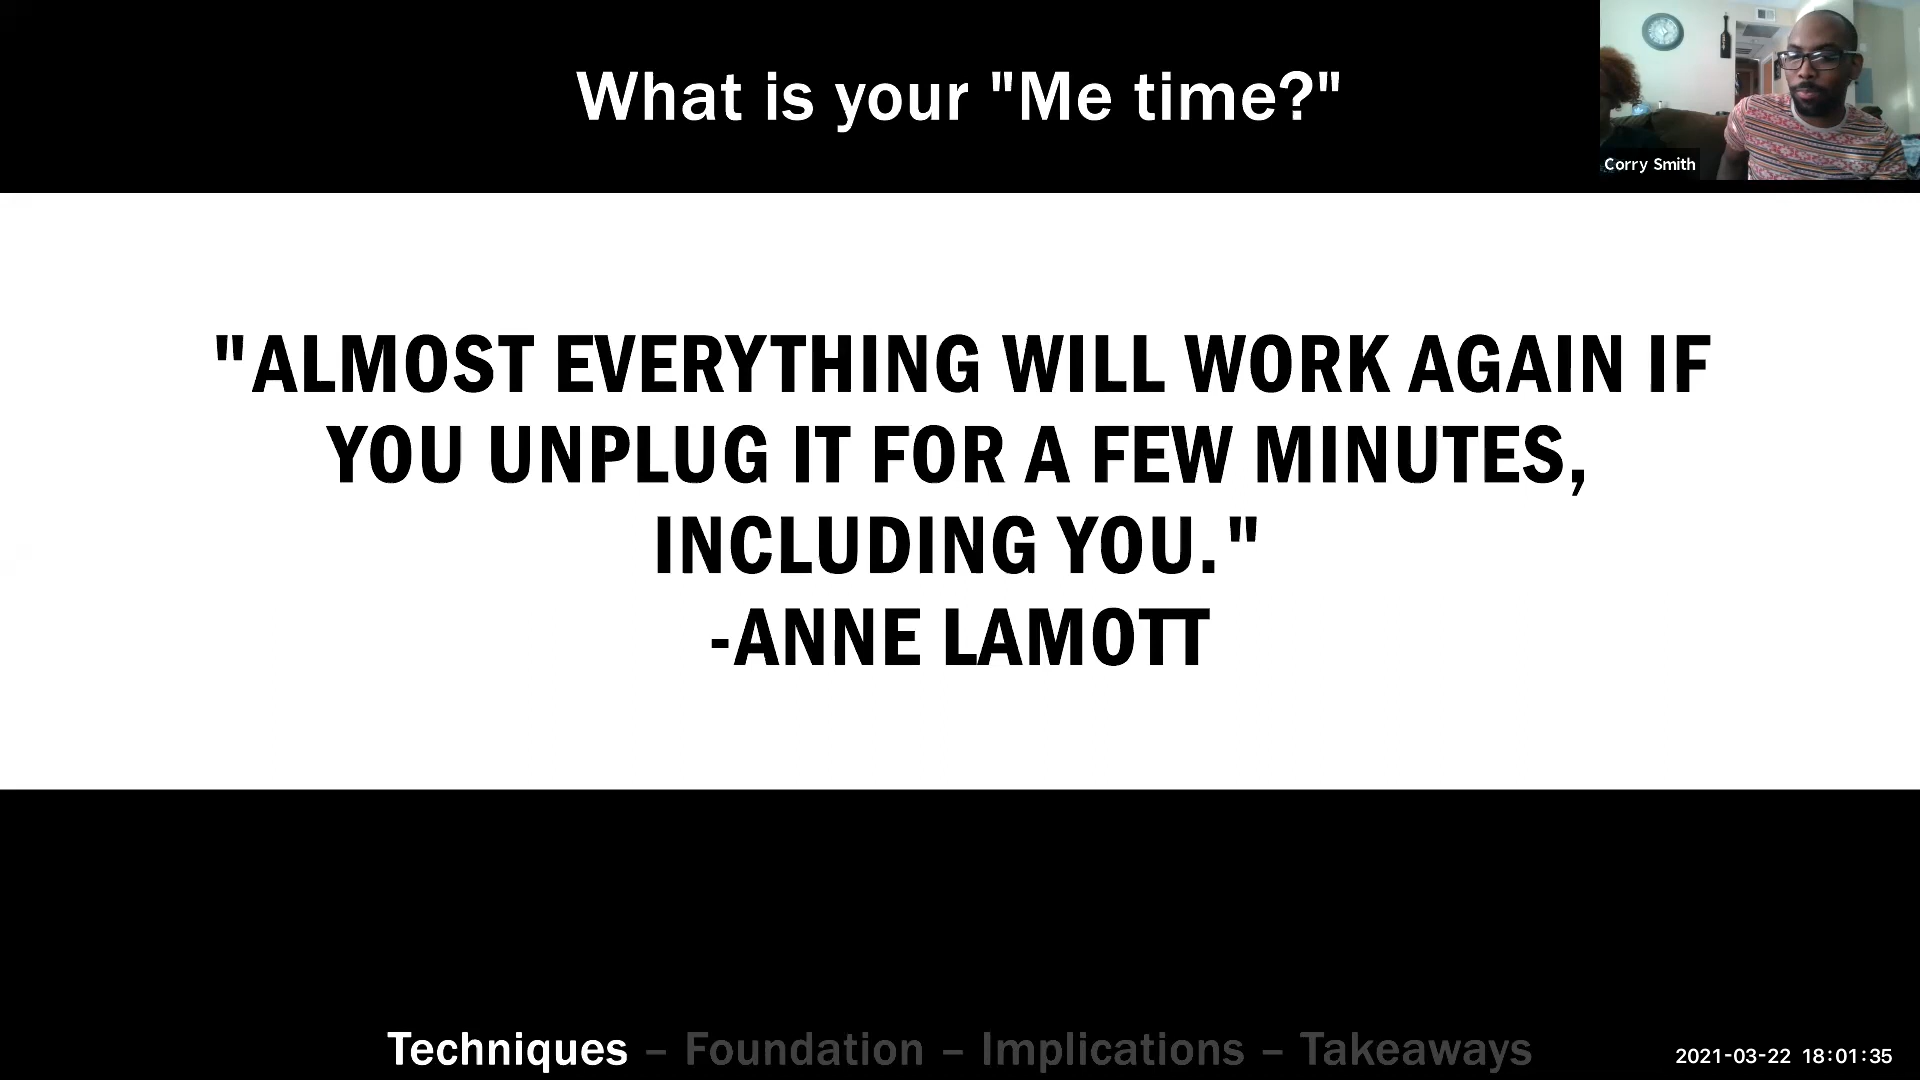 What is your "Me time?"
Corry Smith
"ALMOST EVERYTHING WILL WORK AGAIN IF
YOU UNPLUG IT FOR A FEW MINUTES,
INCLUDING YOU."
-ANNE LAMOTT
Techniques – Foundation – Implications – Takeaways
2021-03-22 18:01:35